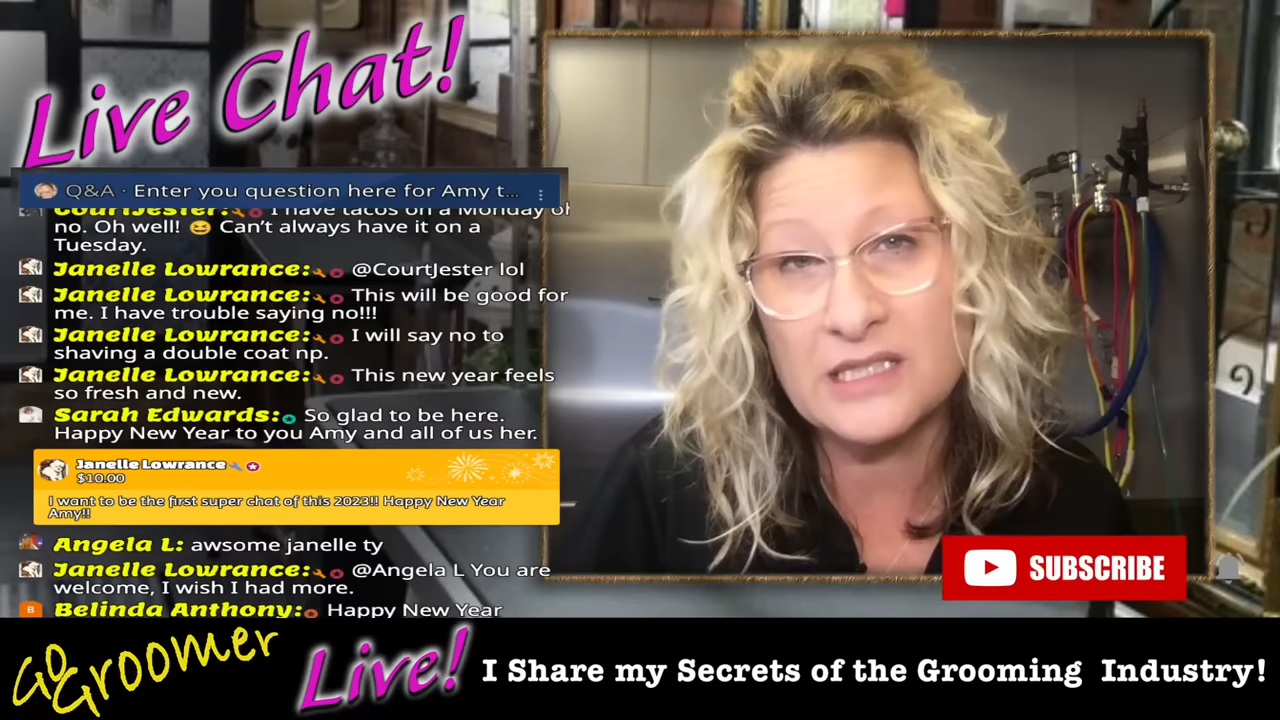 Live Chat!
Q&A · Enter you question here for Amy t...
CourtJester: I have tacos on a Monday or
no. Oh well! 😆 Can't always have it on a
Tuesday.
Janelle Lowrance: @CourtJester lol
Janelle Lowrance: This will be good for
me. I have trouble saying no!!!
Janelle Lowrance: I will say no to
shaving a double coat np.
Janelle Lowrance: This new year feels
so fresh and new.
Sarah Edwards: So glad to be here.
Happy New Year to you Amy and all of us her.
Janelle Lowrance
$10.00
I want to be the first super chat of this 2023!! Happy New Year
Amy!!
Angela L: awsome janelle ty
Janelle Lowrance: @Angela L You are
welcome, I wish I had more.
B Belinda Anthony: Happy New Year
SUBSCRIBE
Go Groomer Live! I Share my Secrets of the Grooming Industry!